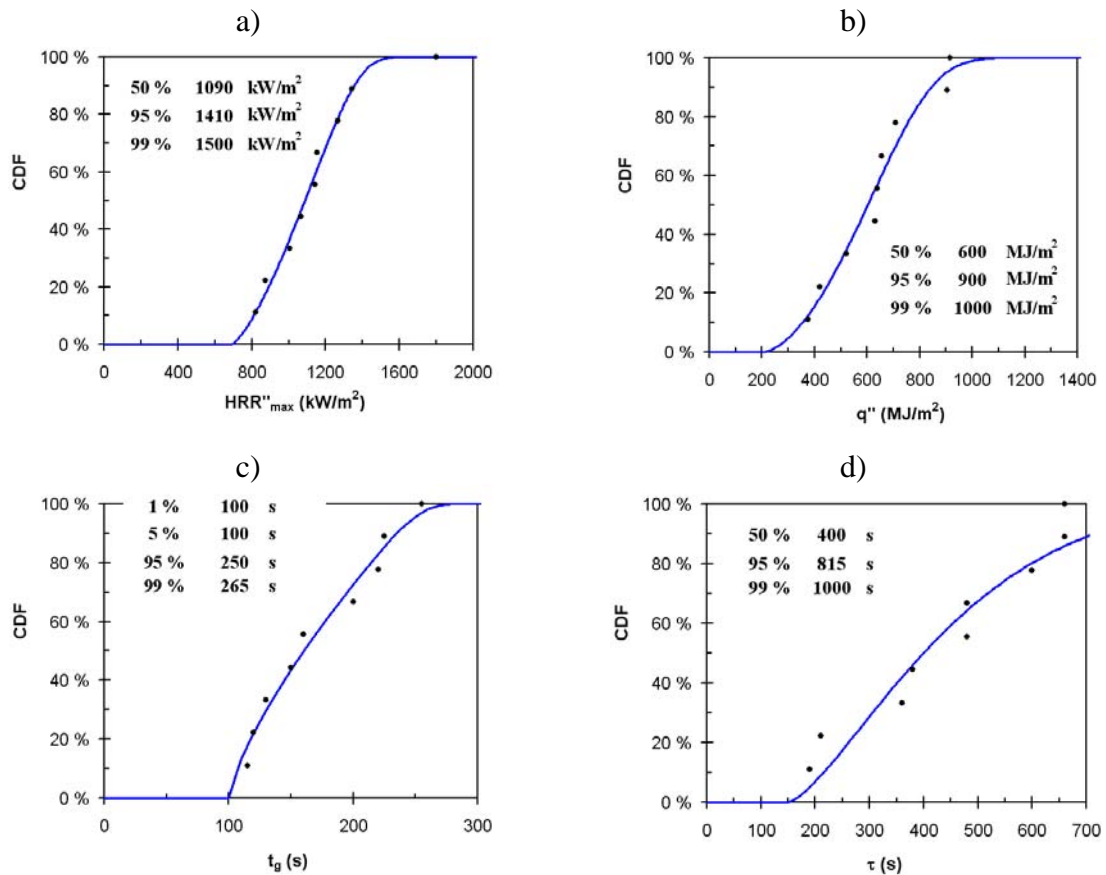 a)
100 %
80 %
60 %
40 %
20 %
0 %
CDF
50 % 1090 kW/m²
95 % 1410 kW/m²
99 % 1500 kW/m²
0 400 800 1200 1600 2000
HRR"max (kW/m²)
b)
100 %
80 %
60 %
40 %
20 %
0 %
CDF
50 % 600 MJ/m²
95 % 900 MJ/m²
99 % 1000 MJ/m²
0 200 400 600 800 1000 1200 1400
q" (MJ/m²)
c)
100 %
80 %
60 %
40 %
20 %
0 %
CDF
1 % 100 s
5 % 100 s
95 % 250 s
99 % 265 s
0 100 200 300
tg (s)
d)
100 %
80 %
60 %
40 %
20 %
0 %
CDF
50 % 400 s
95 % 815 s
99 % 1000 s
0 100 200 300 400 500 600 700
τ (s)